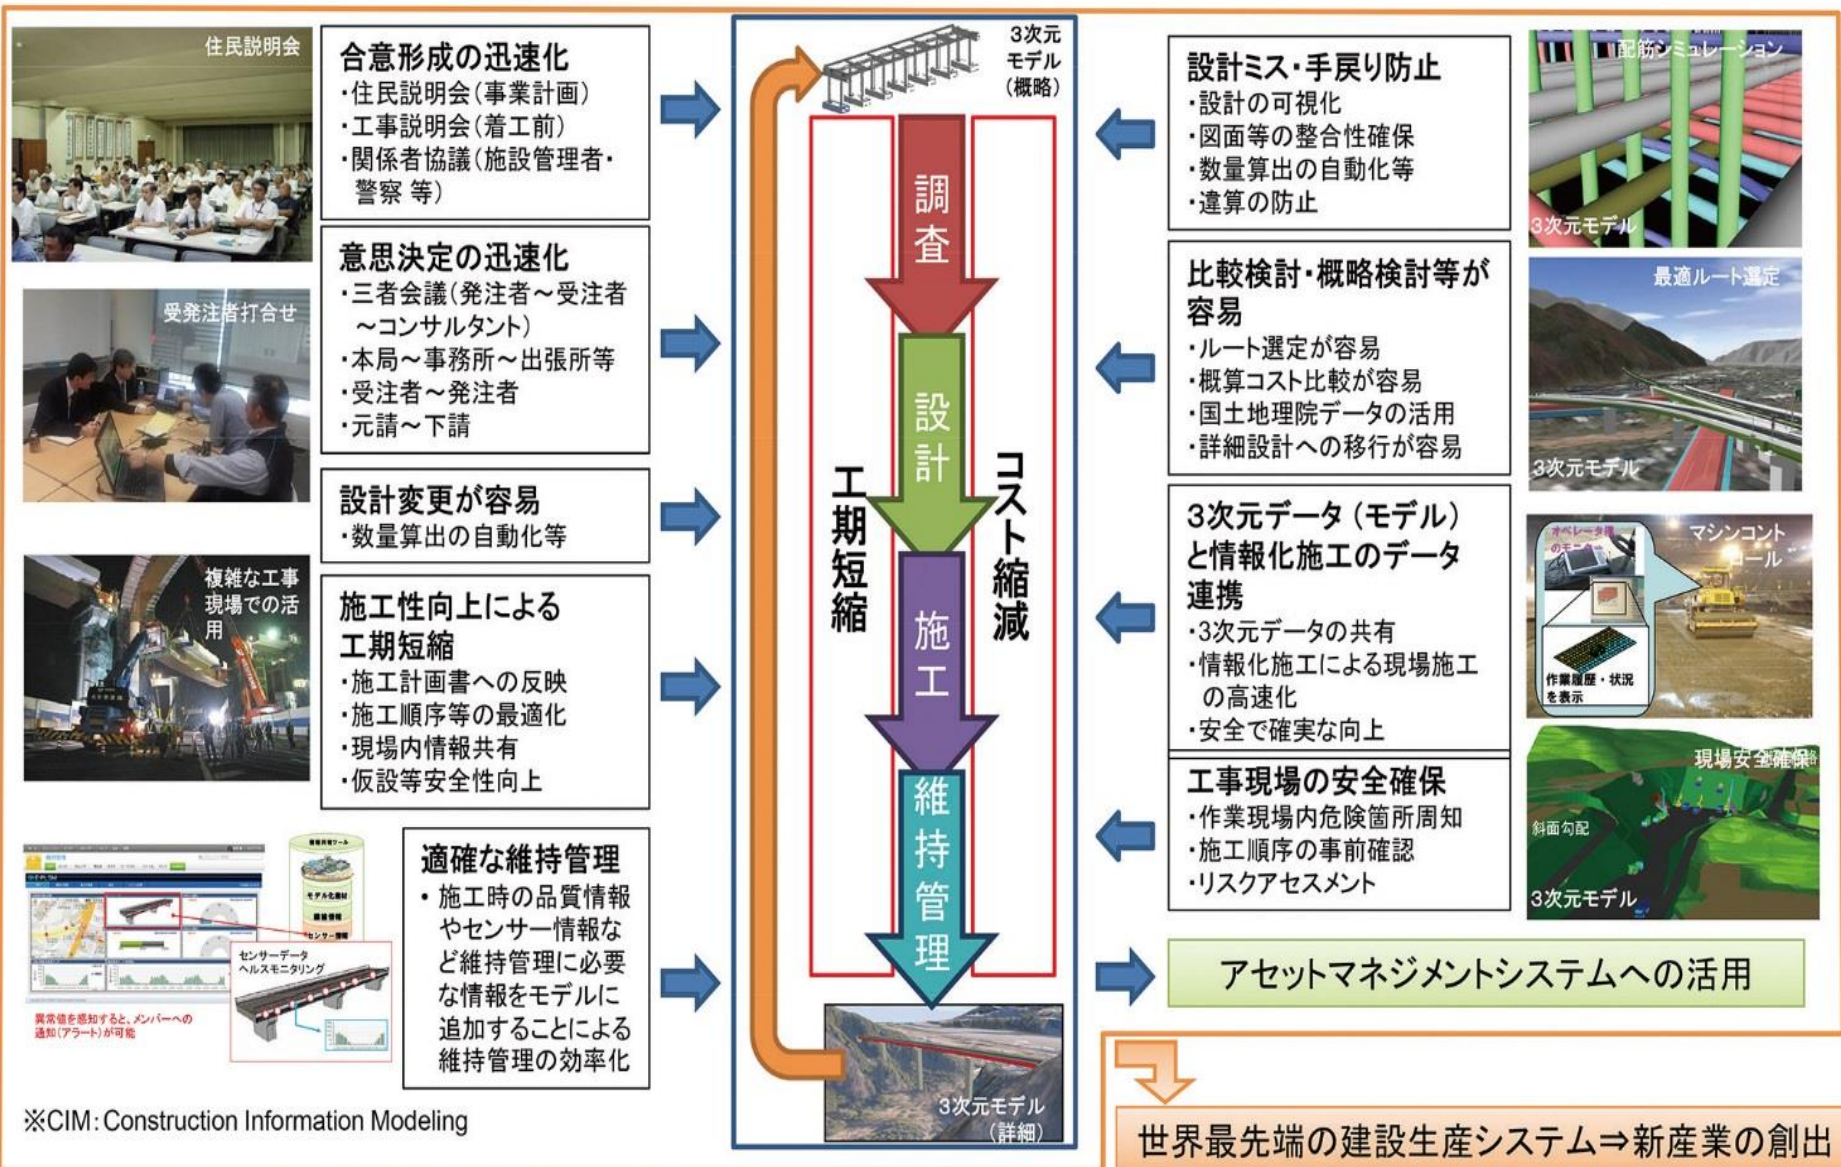 住民説明会
合意形成の迅速化
・住民説明会(事業計画)
・工事説明会(着工前)
・関係者協議(施設管理者・
警察 等)
受発注者打合せ
意思決定の迅速化
・三者会議(発注者～受注者
～コンサルタント)
・本局～事務所～出張所等
・受注者～発注者
・元請～下請
設計変更が容易
・数量算出の自動化等
複雑な工事
現場での活
用
施工性向上による
工期短縮
・施工計画書への反映
・施工順序等の最適化
・現場内情報共有
・仮設等安全性向上
センサー情報
センサーデータ
ヘルスモニタリング
異常値を感知すると、メンバーへの
通知(アラート)が可能
適確な維持管理
・施工時の品質情報
やセンサー情報な
ど維持管理に必要
な情報をモデルに
追加することによる
維持管理の効率化
※CIM:Construction Information Modeling
3次元
モデル
(概略)
調査
設計
施工
維持管理
工期短縮
コスト縮減
3次元モデル
(詳細)
設計ミス・手戻り防止
・設計の可視化
・図面等の整合性確保
・数量算出の自動化等
・違算の防止
配筋シミュレーション
3次元モデル
比較検討・概略検討等が
容易
・ルート選定が容易
・概算コスト比較が容易
・国土地理院データの活用
・詳細設計への移行が容易
最適ルート選定
3次元モデル
3次元データ(モデル)
と情報化施工のデータ
連携
・3次元データの共有
・情報化施工による現場施工
の高速化
・安全で確実な向上
マシンコント
ロール
作業履歴・状況
を表示
工事現場の安全確保
・作業現場内危険箇所周知
・施工順序の事前確認
・リスクアセスメント
現場安全確保
斜面勾配
3次元モデル
アセットマネジメントシステムへの活用
世界最先端の建設生産システム⇒新産業の創出